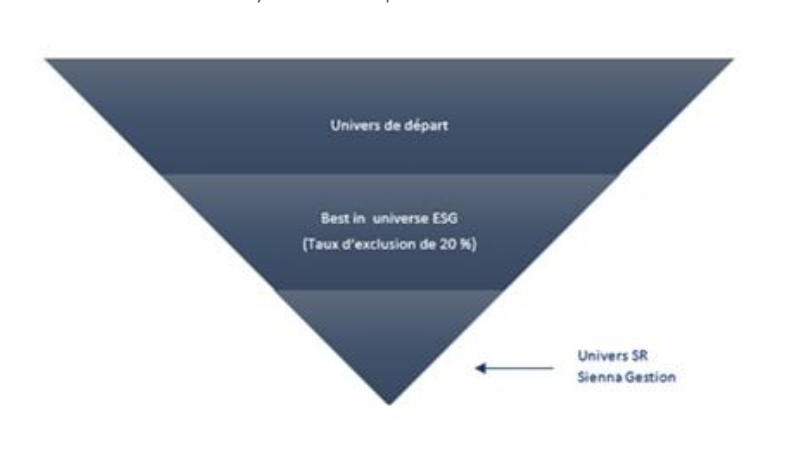 Univers de départ
Best in universe ESG
(Taux d'exclusion de 20 %)
Univers SR
Sienna Gestion